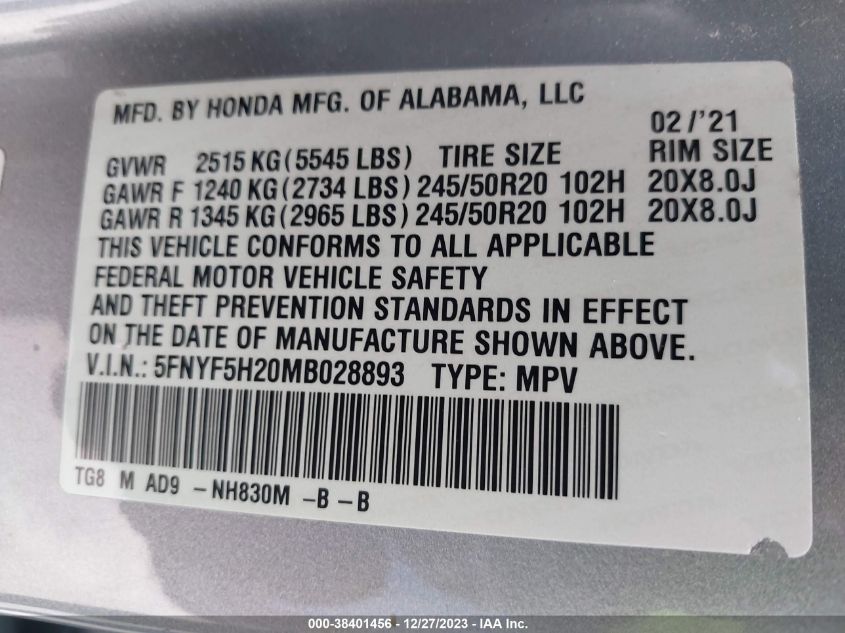 MFD. BY HONDA MFG. OF ALABAMA, LLC
02/'21
GVWR 2515 KG (5545 LBS) TIRE SIZE RIM SIZE
GAWR F 1240 KG (2734 LBS) 245/50R20 102H 20X8.0J
GAWR R 1345 KG (2965 LBS) 245/50R20 102H 20X8.0J
THIS VEHICLE CONFORMS TO ALL APPLICABLE
FEDERAL MOTOR VEHICLE SAFETY
AND THEFT PREVENTION STANDARDS IN EFFECT
ON THE DATE OF MANUFACTURE SHOWN ABOVE.
V.I.N.: 5FNYF5H20MB028893 TYPE: MPV
TG8 M AD9 -NH830M -B -B
000-38401456 - 12/27/2023 - IAA Inc.